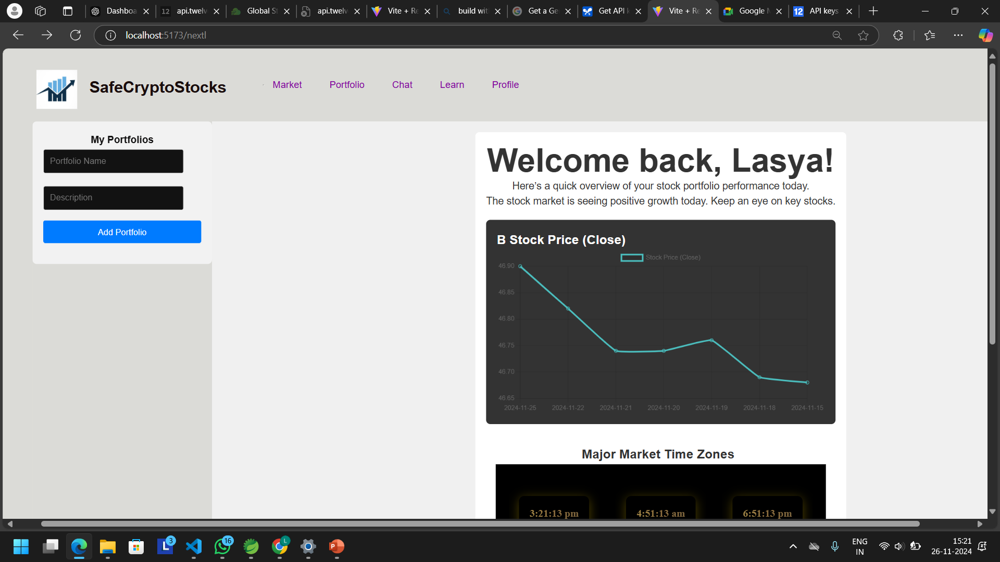 Dashboa
12 api.twelv
Global St
api.twelv
Vite + Re
build wit
Get a Ge
Get API k
Vite + Re
Google M
12 API keys
localhost:5173/nextl
SafeCryptoStocks
Market
Portfolio
Chat
Learn
Profile
My Portfolios
Portfolio Name
Description
Add Portfolio
Welcome back, Lasya!
Here’s a quick overview of your stock portfolio performance today.
The stock market is seeing positive growth today. Keep an eye on key stocks.
B Stock Price (Close)
Stock Price (Close)
46.90
46.85
46.80
46.75
46.70
46.65
2024-11-25 2024-11-22 2024-11-21 2024-11-20 2024-11-19 2024-11-18 2024-11-15
Major Market Time Zones
3:21:13 pm 4:51:13 am 6:51:13 pm
L 3
16
L
P
ENG
IN
15:21
26-11-2024